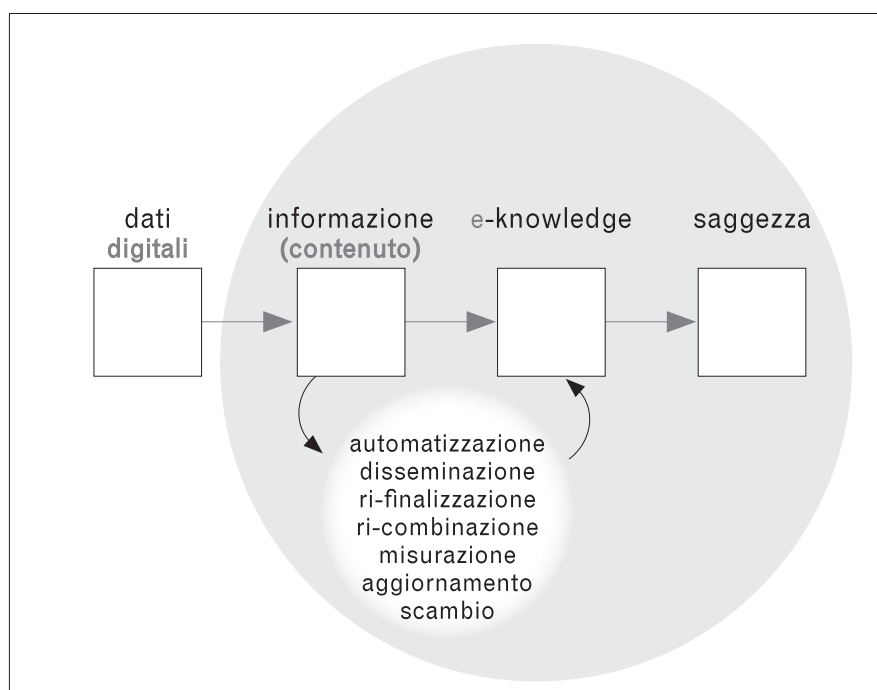 dati
digitali
informazione
(contenuto)
e-knowledge
saggezza
automatizzazione
disseminazione
ri-finalizzazione
ri-combinazione
misurazione
aggiornamento
scambio